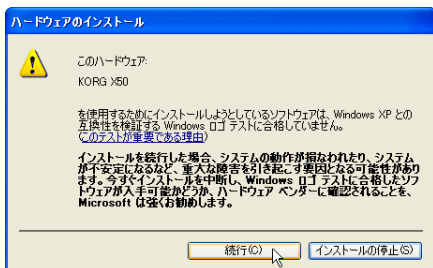 ハードウェアのインストール
このハードウェア:
KORG X50
を使用するためにインストールしようとしているソフトウェアは、Windows XP との
互換性を検証する Windows ロゴ テストに合格していません。
(このテストが重要である理由)
インストールを続行した場合、システムの動作が損なわれたり、システム
が不安定になるなど、重大な障害を引き起こす要因となる可能性があり
ます。今すぐインストールを中断し、Windows ロゴ テストに合格したソフ
トウェアが入手可能かどうか、ハードウェア ベンダーに確認されることを、
Microsoft は強くお勧めします。
続行(C)
インストールの停止(S)